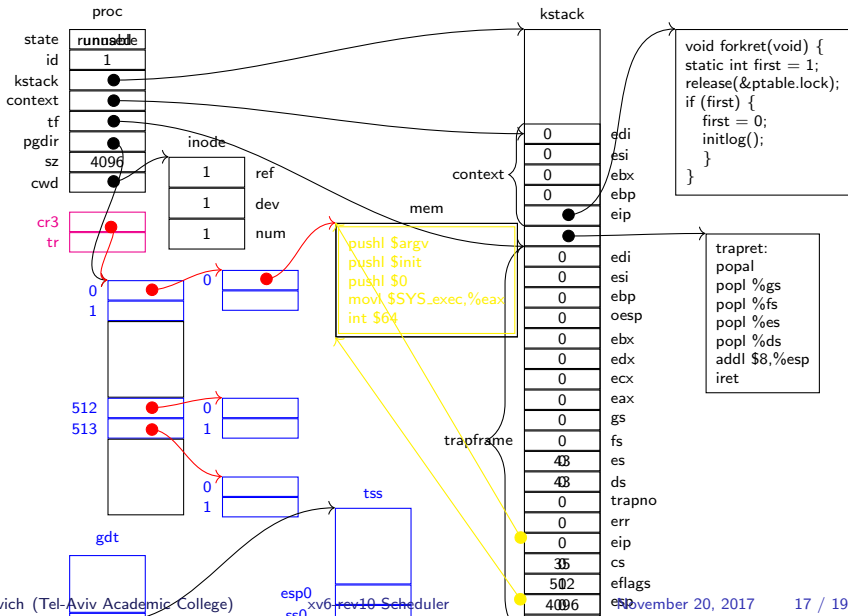 proc
kstack
state
id 1
kstack
context
tf
pgdir
sz 4096
cwd
inode
1 ref
1 dev
1 num
cr3
tr
0
1
512
513
0
0
1
0
1
gdt
tss
esp0
ss0
mem
pushl $argv
pushl $init
pushl $0
movl $SYS_exec,%eax
int $64
context
trapframe
0 edi
0 esi
0 ebx
0 ebp
eip
0 edi
0 esi
0 ebp
0 oesp
0 ebx
0 edx
0 ecx
0 eax
0 gs
0 fs
es
ds
0 trapno
0 err
eip
cs
eflags
4096 esp
void forkret(void) {
static int first = 1;
release(&ptable.lock);
if (first) {
first = 0;
initlog();
}
}
trapret:
popal
popl %gs
popl %fs
popl %es
popl %ds
addl $8,%esp
iret
vich (Tel-Aviv Academic College)
xv6-rev10 Scheduler
November 20, 2017
17 / 19